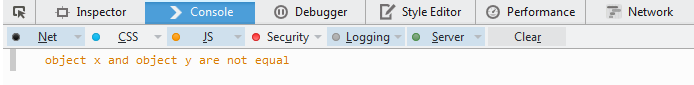 Inspector Console Debugger Style Editor Performance Network
Net CSS JS Security Logging Server Clear
object x and object y are not equal